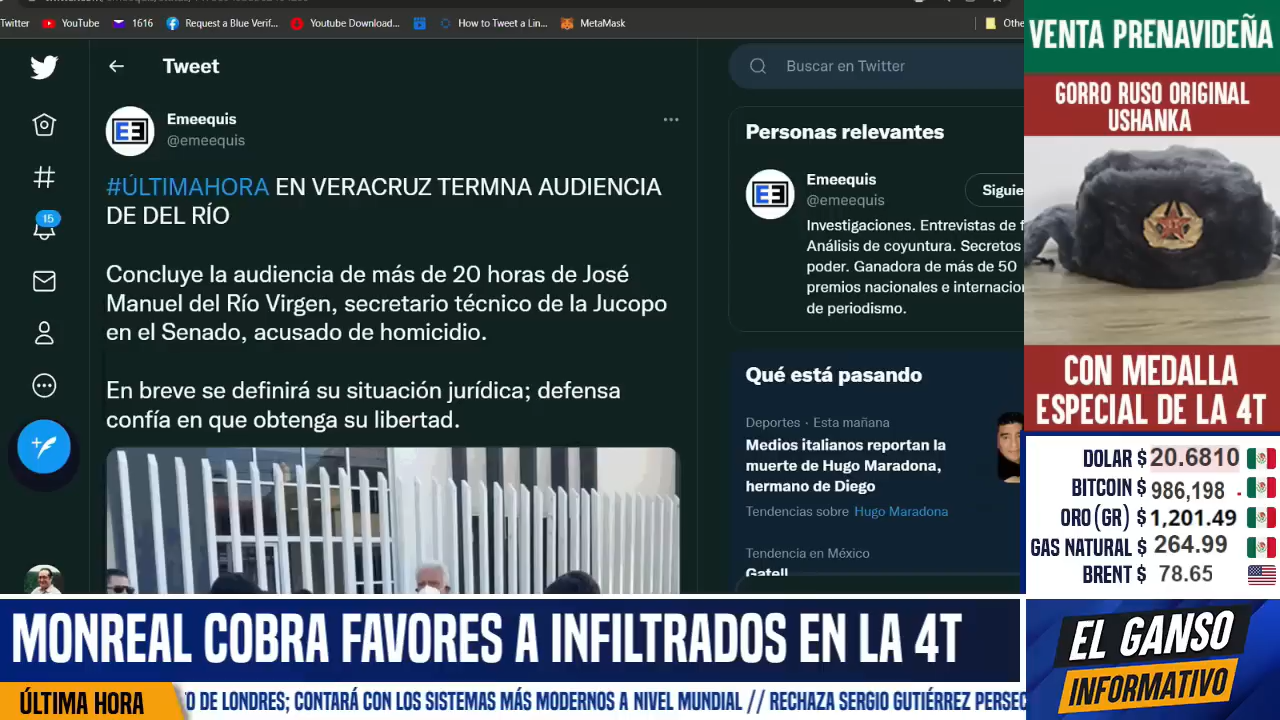 Twitter
YouTube
1616
Request a Blue Verif...
Youtube Download...
How to Tweet a Lin...
MetaMask
Othe
Tweet
Buscar en Twitter
Emeequis
@emeequis
#ÚLTIMAHORA EN VERACRUZ TERMNA AUDIENCIA
DE DEL RÍO
Concluye la audiencia de más de 20 horas de José
Manuel del Río Virgen, secretario técnico de la Jucopo
en el Senado, acusado de homicidio.
En breve se definirá su situación jurídica; defensa
confía en que obtenga su libertad.
15
Personas relevantes
Emeequis
@emeequis
Siguie
Investigaciones. Entrevistas de f
Análisis de coyuntura. Secretos
poder. Ganadora de más de 50
premios nacionales e internacion
de periodismo.
Qué está pasando
Deportes · Esta mañana
Medios italianos reportan la
muerte de Hugo Maradona,
hermano de Diego
Tendencias sobre Hugo Maradona
Tendencia en México
Gatell
VENTA PRENAVIDEÑA
GORRO RUSO ORIGINAL
USHANKA
CON MEDALLA
ESPECIAL DE LA 4T
DOLAR $ 20.6810
BITCOIN $ 986,198
ORO(GR) $ 1,201.49
GAS NATURAL $ 264.99
BRENT $ 78.65
MONREAL COBRA FAVORES A INFILTRADOS EN LA 4T
EL GANSO
INFORMATIVO
ÚLTIMA HORA
O DE LONDRES; CONTARÁ CON LOS SISTEMAS MÁS MODERNOS A NIVEL MUNDIAL // RECHAZA SERGIO GUTIÉRREZ PERSEC